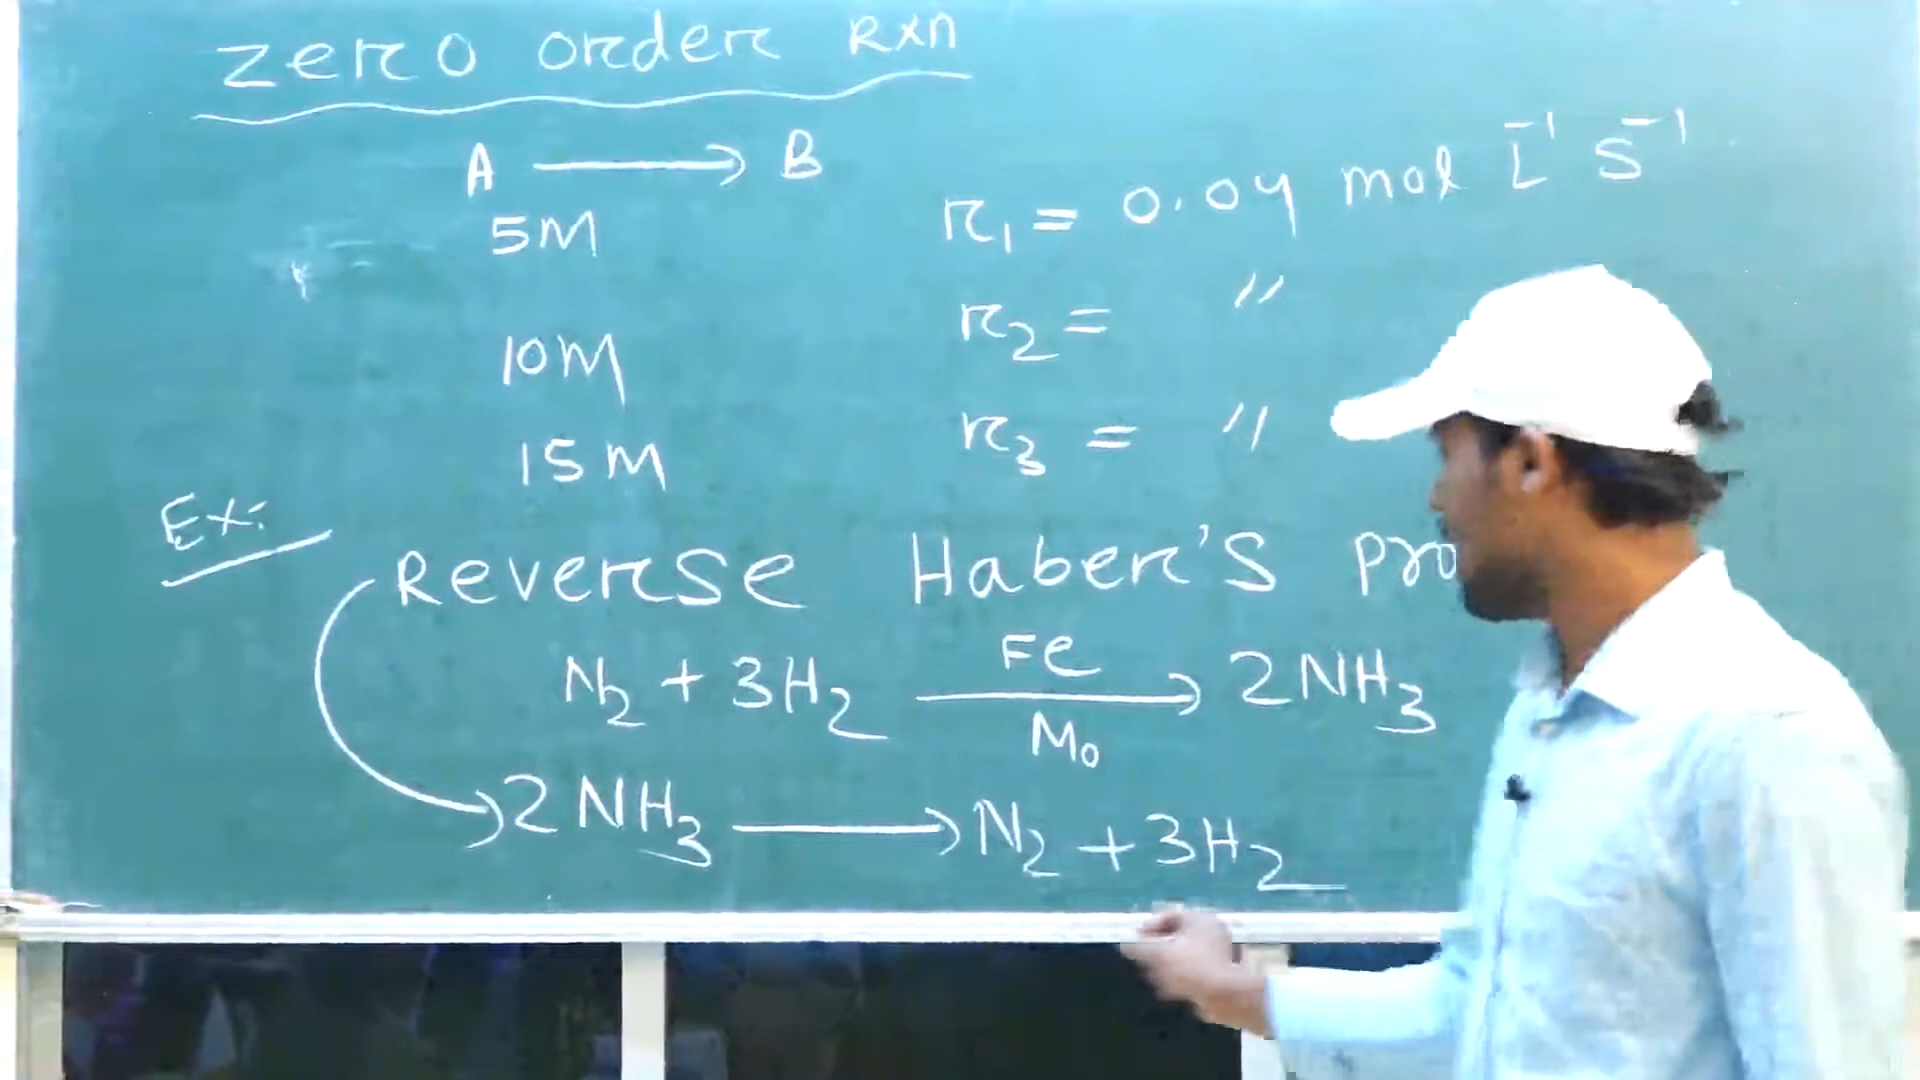 Zero order Rxn
A → B
5M r₁ = 0.04 mol L⁻¹ S⁻¹
10M r₂ = "
15M r₃ = "
Ex:
Reverse Haber's
N₂ + 3H₂ →(Fe / Mo) 2NH₃
2NH₃ → N₂ + 3H₂